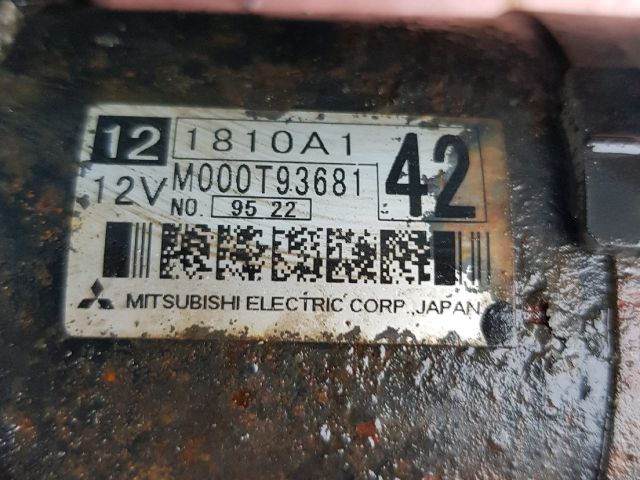 12 1810A1 42
12V M000T93681
NO. 95 22
MITSUBISHI ELECTRIC CORP., JAPAN